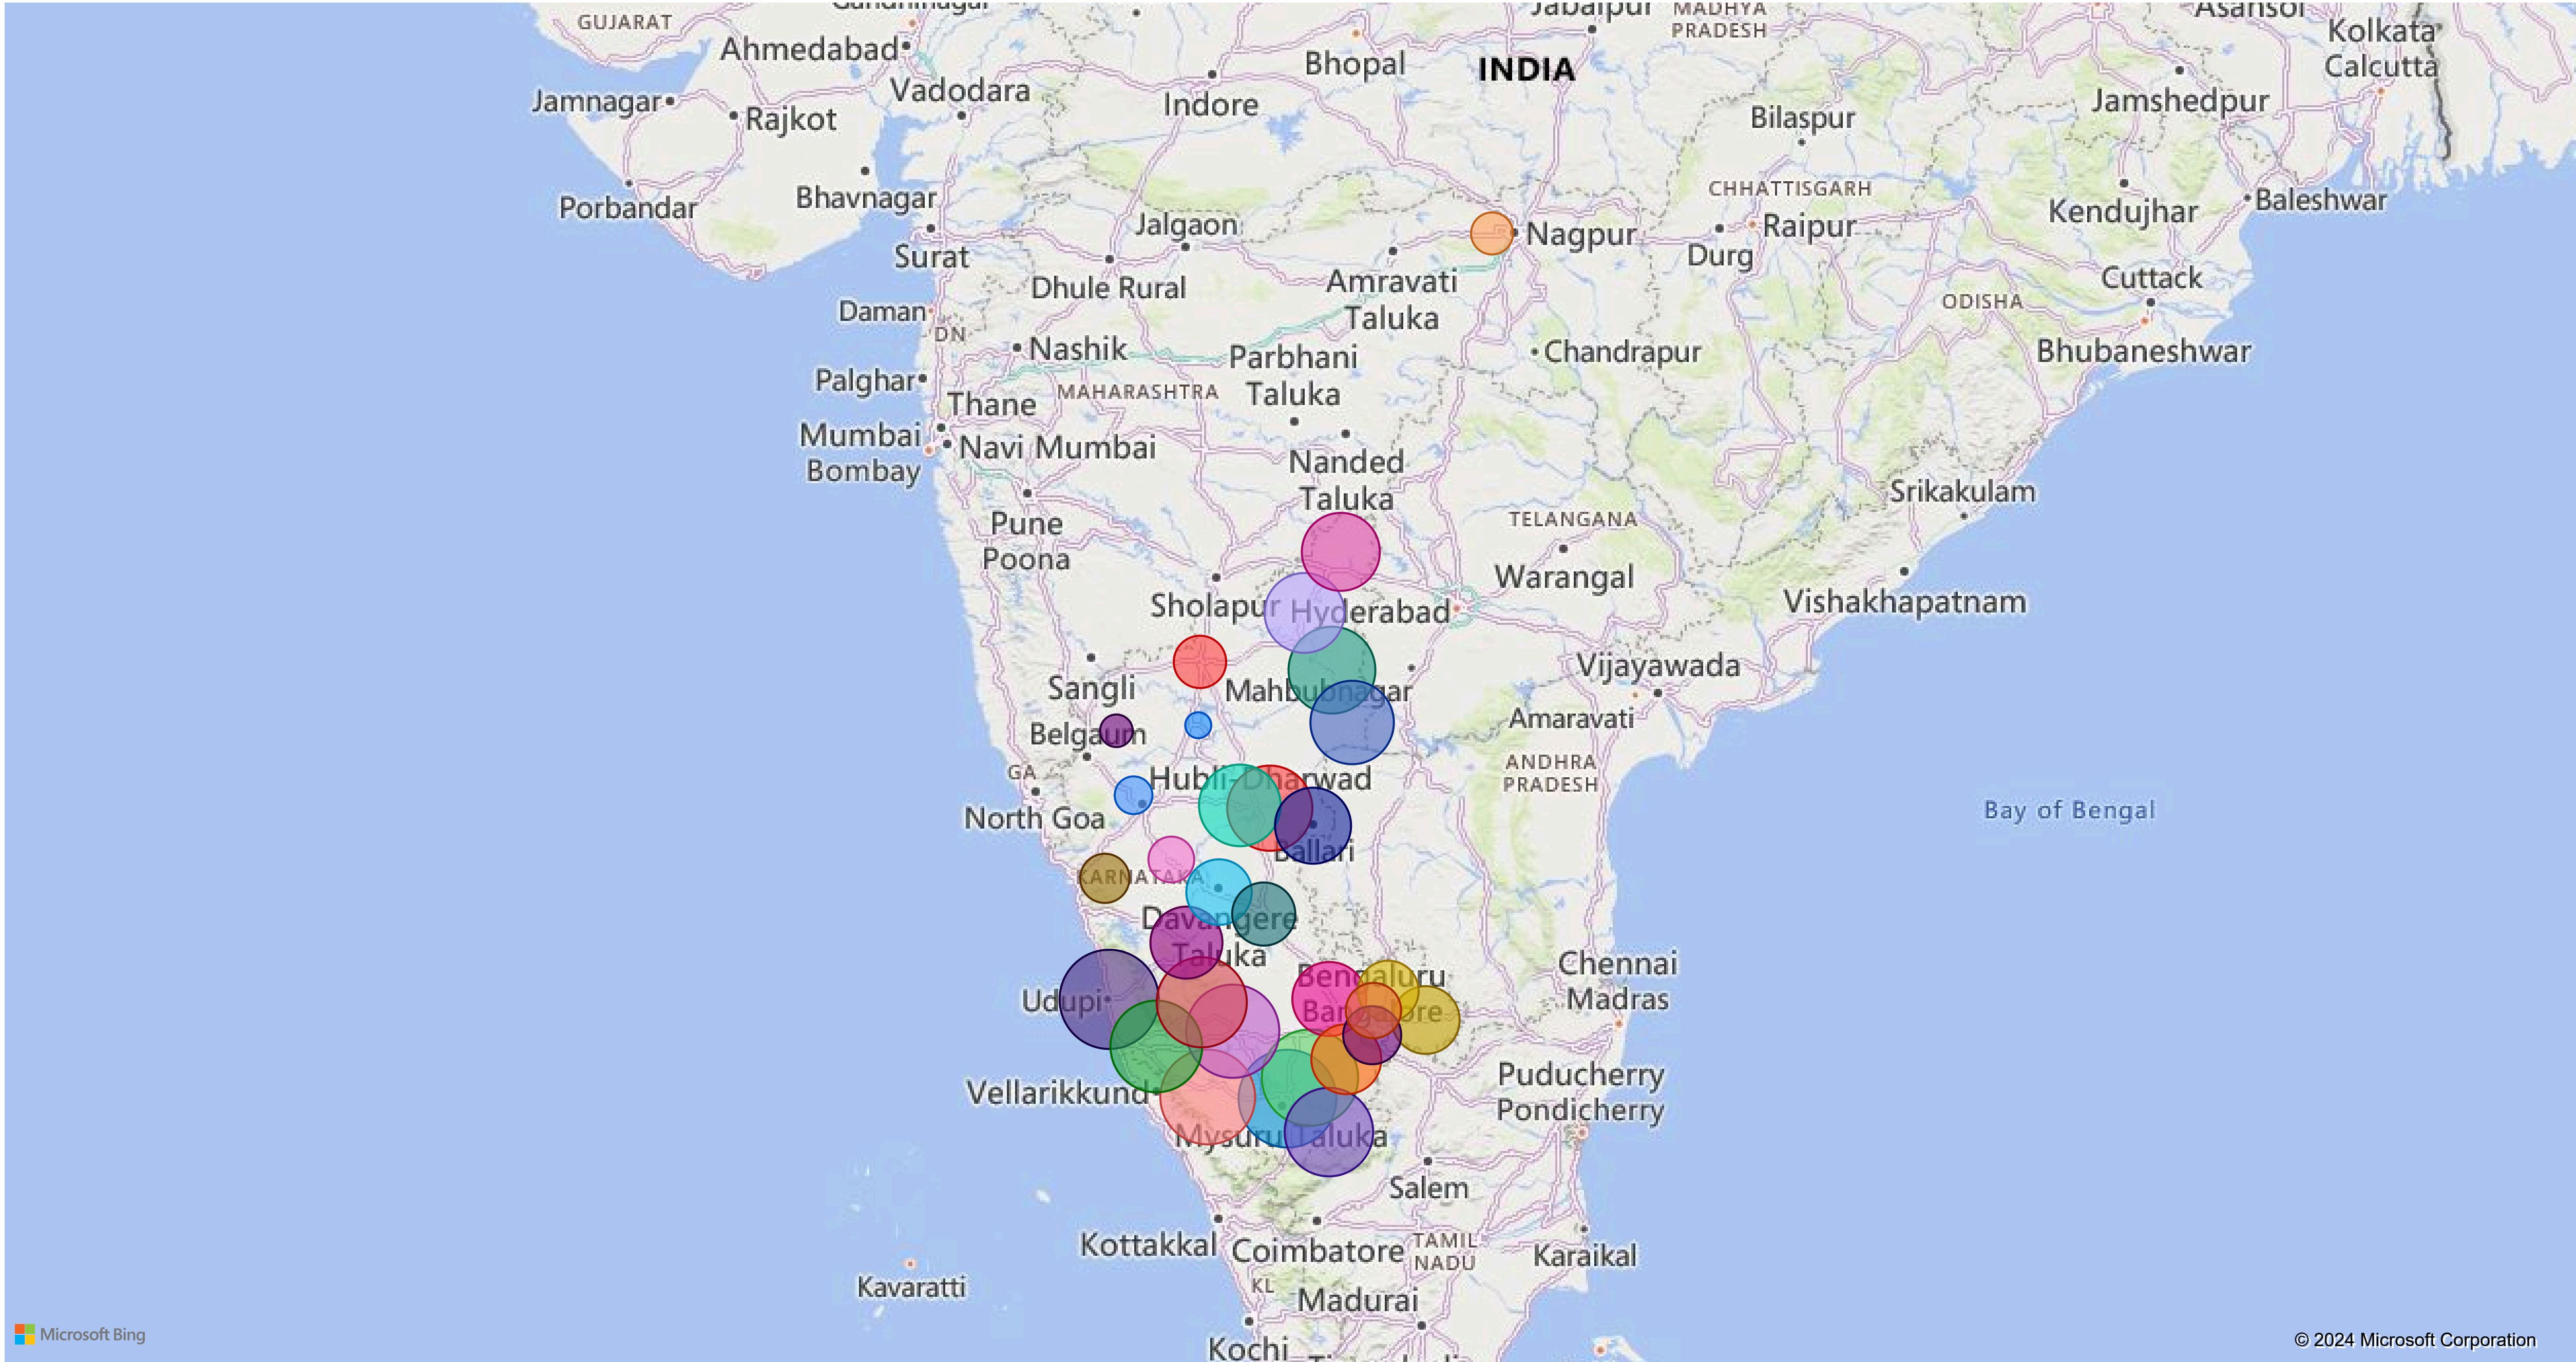 GUJARAT
Gandhinagar
Ahmedabad
Jamnagar
Rajkot
Vadodara
Indore
Bhopal
INDIA
Jabalpur
MADHYA
PRADESH
Asansol
Kolkata
Calcutta
Jamshedpur
Bilaspur
Porbandar
Bhavnagar
Surat
Jalgaon
Dhule Rural
Amravati
Taluka
Nagpur
CHHATTISGARH
Durg
Raipur
Kendujhar
Baleshwar
Cuttack
ODISHA
Bhubaneshwar
Daman
DN
Nashik
Palghar
Thane
MAHARASHTRA
Parbhani
Taluka
Chandrapur
Mumbai
Bombay
Navi Mumbai
Nanded
Taluka
Pune
Poona
TELANGANA
Warangal
Srikakulam
Sholapur
Hyderabad
Vishakhapatnam
Sangli
Mahbubnagar
Vijayawada
Belgaum
Amaravati
GA
Hubli-Dharwad
ANDHRA
PRADESH
North Goa
Ballari
Bay of Bengal
KARNATAKA
Davangere
Taluka
Udupi
Bengaluru
Bangalore
Chennai
Madras
Vellarikkund
Mysuru Taluka
Puducherry
Pondicherry
Salem
Kottakkal
Coimbatore
TAMIL
NADU
Karaikal
Kavaratti
KL
Madurai
Kochi
Microsoft Bing
© 2024 Microsoft Corporation